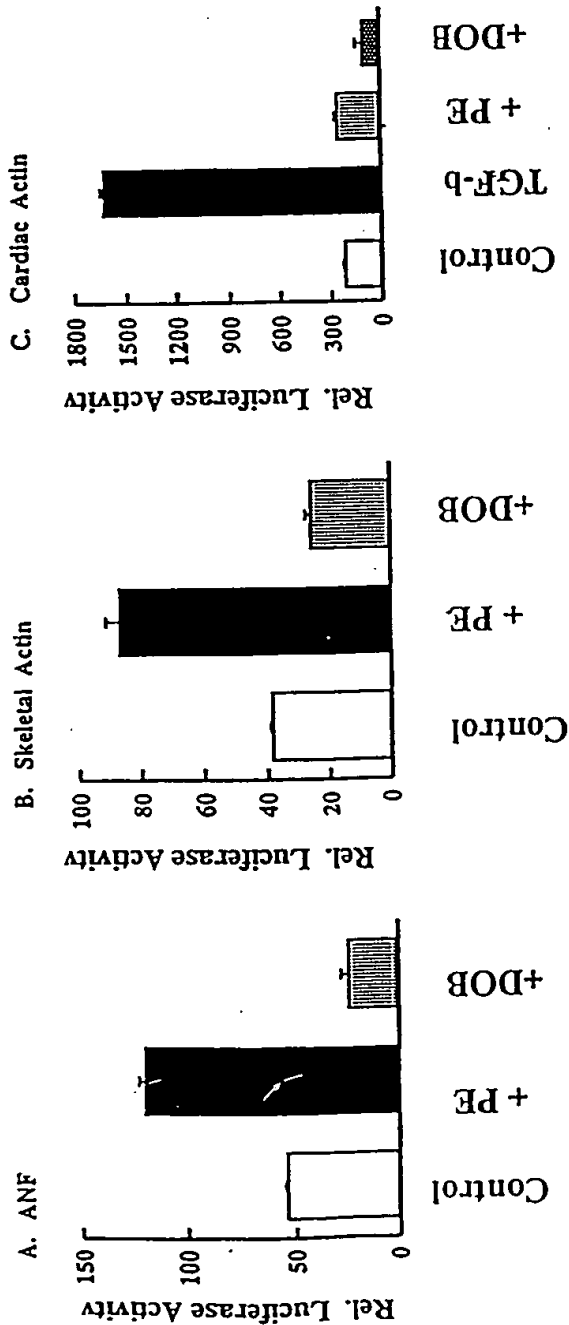 A. ANF
Rel. Luciferase Activity
150
100
50
0
Control
+ PE
+DOB
B. Skeletal Actin
Rel. Luciferase Activity
100
80
60
40
20
0
Control
+ PE
+DOB
C. Cardiac Actin
Rel. Luciferase Activity
1800
1500
1200
900
600
300
0
Control
TGF-b
+ PE
+DOB